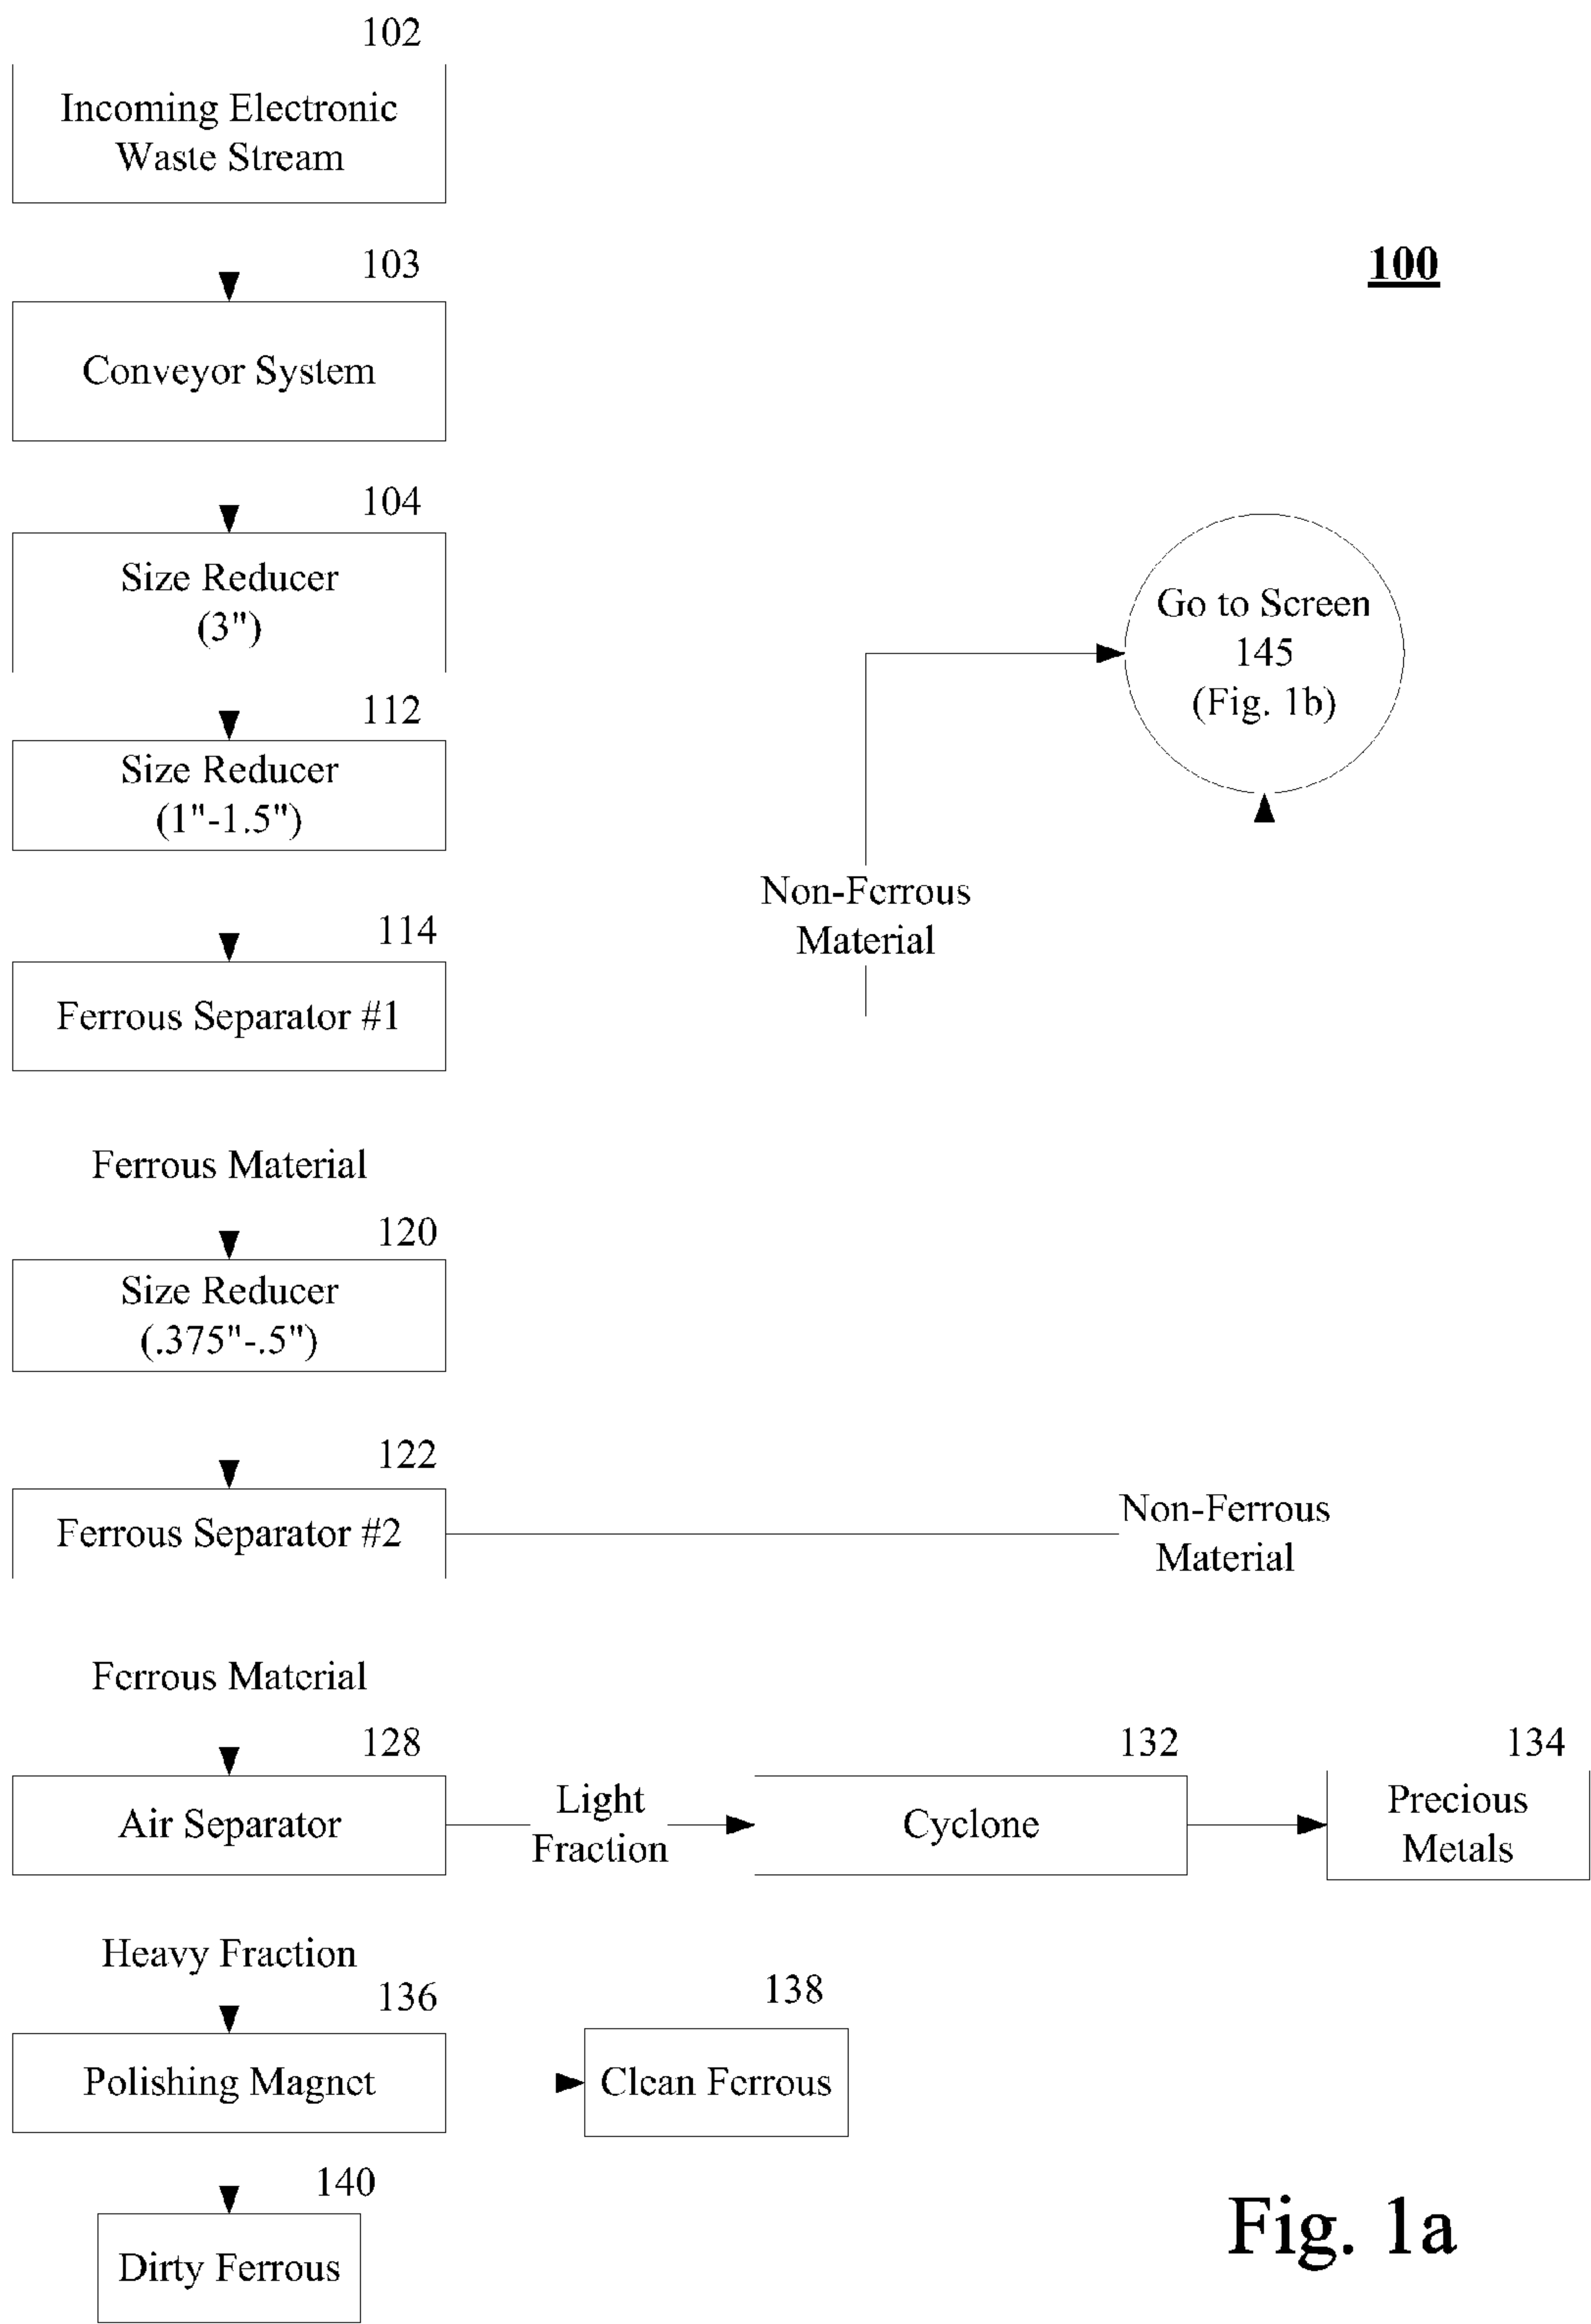 102
Incoming Electronic
Waste Stream
103
100
Conveyor System
104
Size Reducer
(3")
Go to Screen
145
(Fig. 1b)
112
Size Reducer
(1"-1.5")
Non-Ferrous
Material
114
Ferrous Separator #1
Ferrous Material
120
Size Reducer
(.375"-.5")
122
Ferrous Separator #2
Non-Ferrous
Material
Ferrous Material
128
Air Separator
Light
Fraction
132
Cyclone
134
Precious
Metals
Heavy Fraction
136
Polishing Magnet
138
Clean Ferrous
140
Dirty Ferrous
Fig. 1a